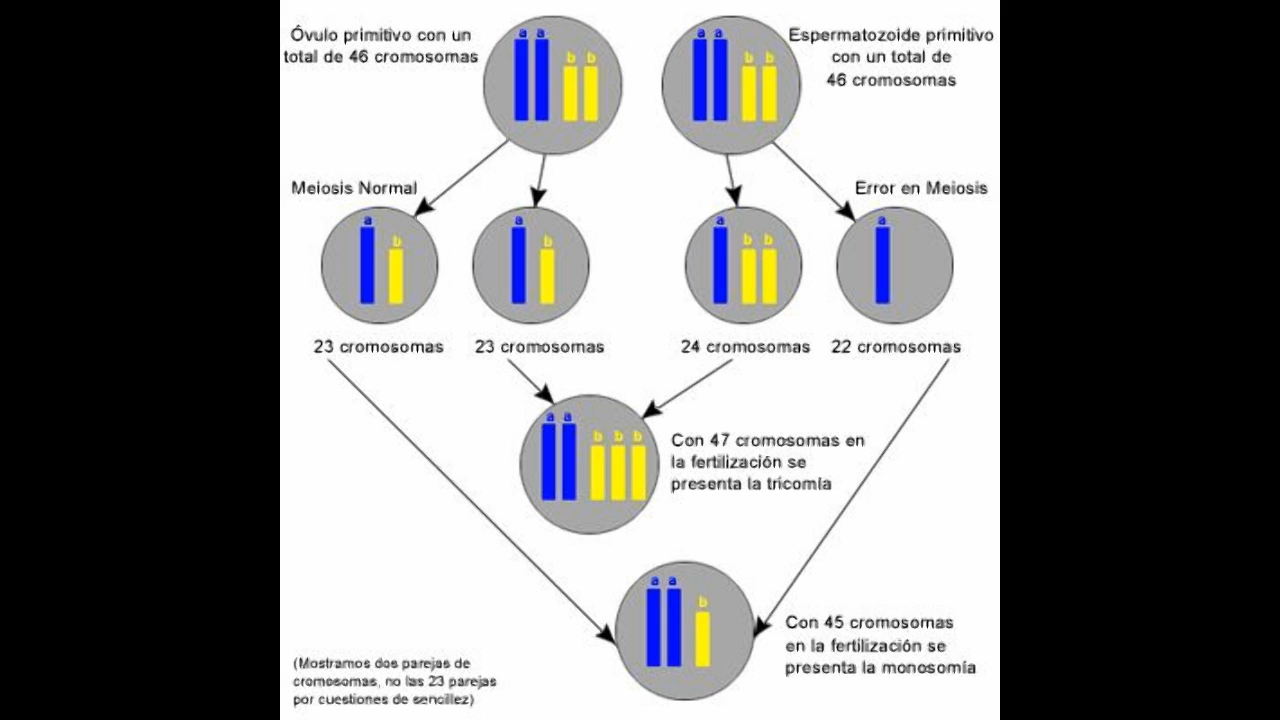 Óvulo primitivo con un
total de 46 cromosomas
a a
b b
Espermatozoide primitivo
con un total de
46 cromosomas
a a
b b
Meiosis Normal
Error en Meiosis
a
b
a
b
a
b b
a
23 cromosomas
23 cromosomas
24 cromosomas
22 cromosomas
a a
b b b
Con 47 cromosomas en
la fertilización se
presenta la tricomía
a a
b
Con 45 cromosomas
en la fertilización se
presenta la monosomía
(Mostramos dos parejas de
cromosomas, no las 23 parejas
por cuestiones de sencillez)